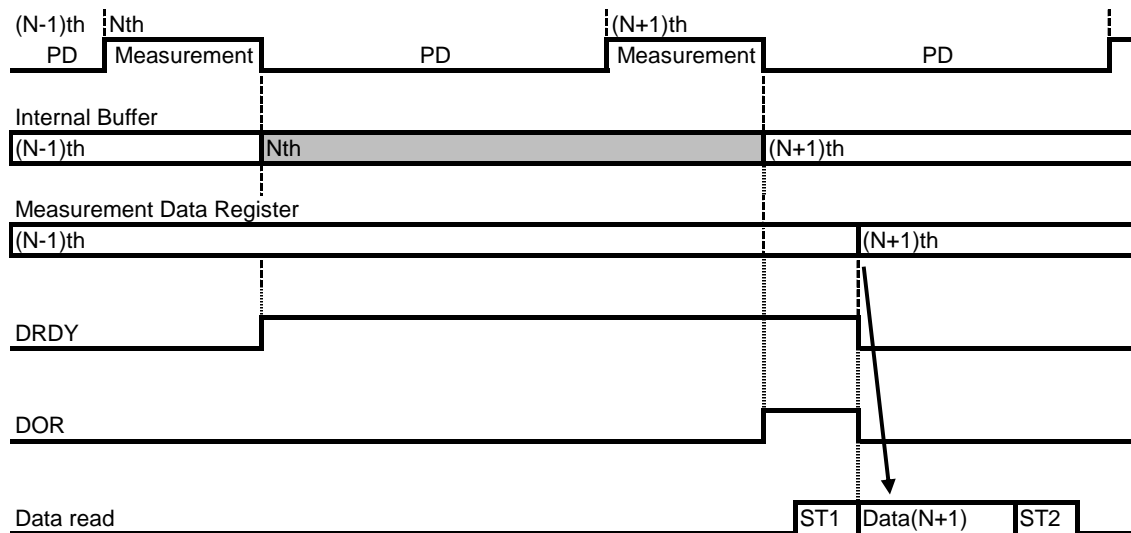 (N-1)th Nth (N+1)th
PD Measurement PD Measurement PD
Internal Buffer
(N-1)th Nth (N+1)th
Measurement Data Register
(N-1)th (N+1)th
DRDY
DOR
Data read ST1 Data(N+1) ST2